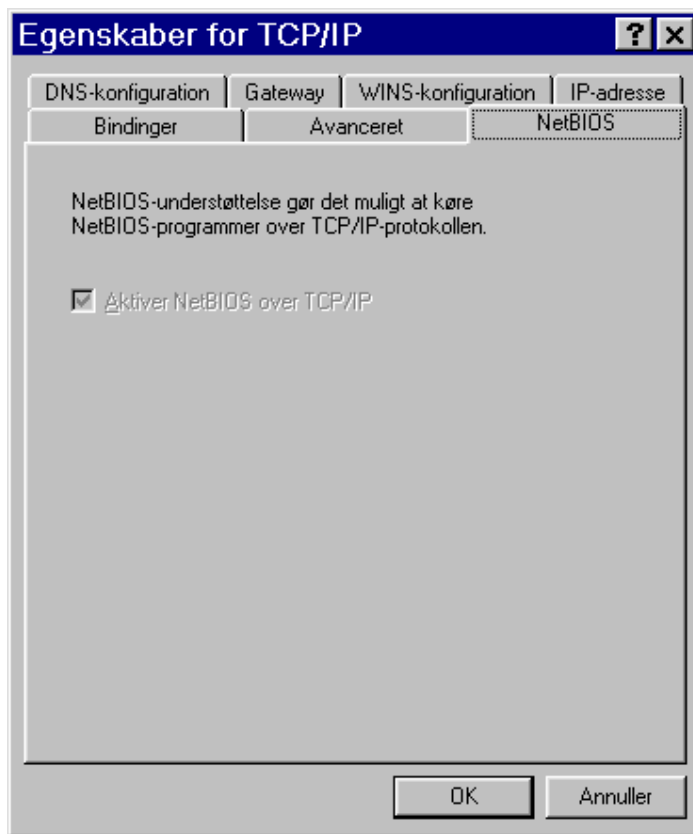 Egenskaber for TCP/IP
DNS-konfiguration
Gateway
WINS-konfiguration
IP-adresse
Bindinger
Avanceret
NetBIOS
NetBIOS-understøttelse gør det muligt at køre
NetBIOS-programmer over TCP/IP-protokollen.
Aktiver NetBIOS over TCP/IP
OK
Annuller